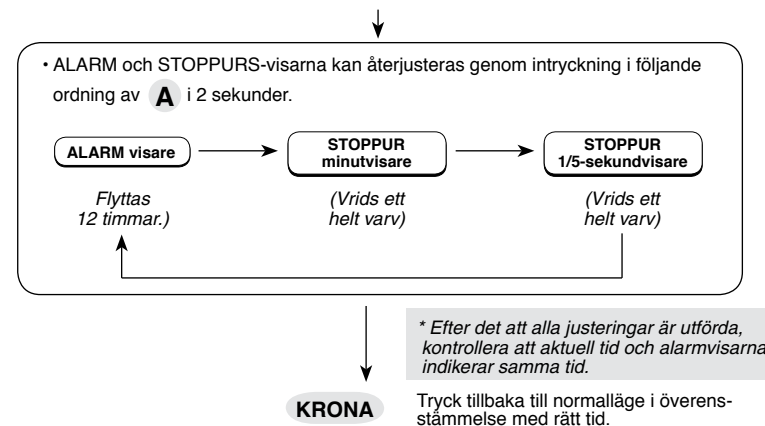 • ALARM och STOPPURS-visarna kan återjusteras genom intryckning i följande
ordning av A i 2 sekunder.
ALARM visare
STOPPUR
minutvisare
STOPPUR
1/5-sekundvisare
Flyttas
12 timmar.)
(Vrids ett
helt varv)
(Vrids ett
helt varv)
* Efter det att alla justeringar är utförda,
kontrollera att aktuell tid och alarmvisarna
indikerar samma tid.
KRONA
Tryck tillbaka till normalläge i överens-
stämmelse med rätt tid.